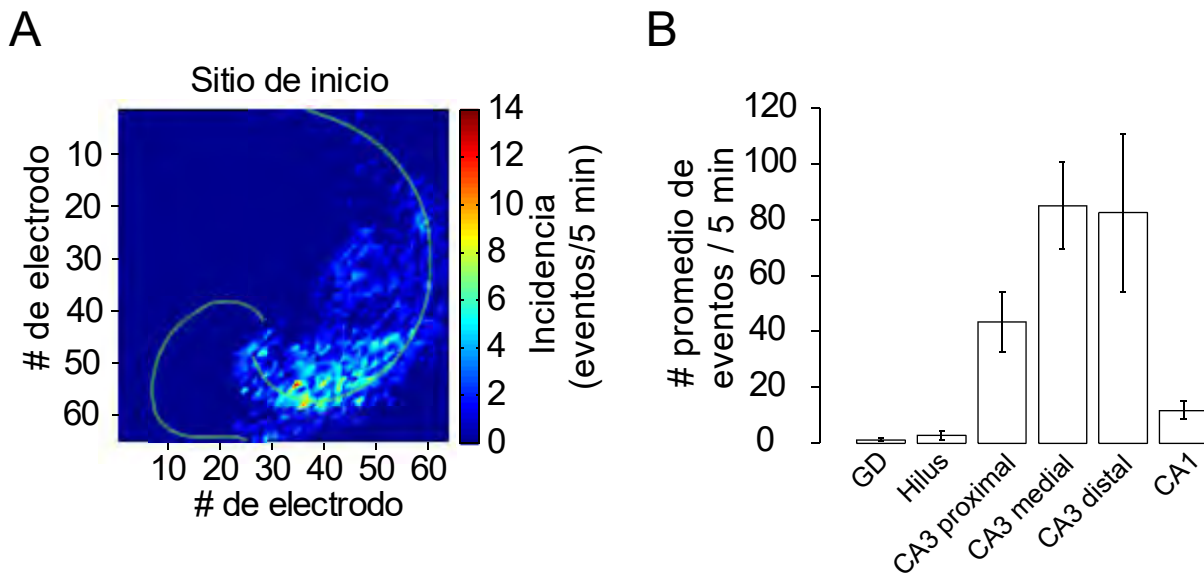 A
Sitio de inicio
# de electrodo
10
20
30
40
50
60
10 20 30 40 50 60
# de electrodo
14
12
10
8
6
4
2
0
Incidencia
(eventos/5 min)
B
# promedio de
eventos / 5 min
120
100
80
60
40
20
0
GD
Hilus
CA3 proximal
CA3 medial
CA3 distal
CA1